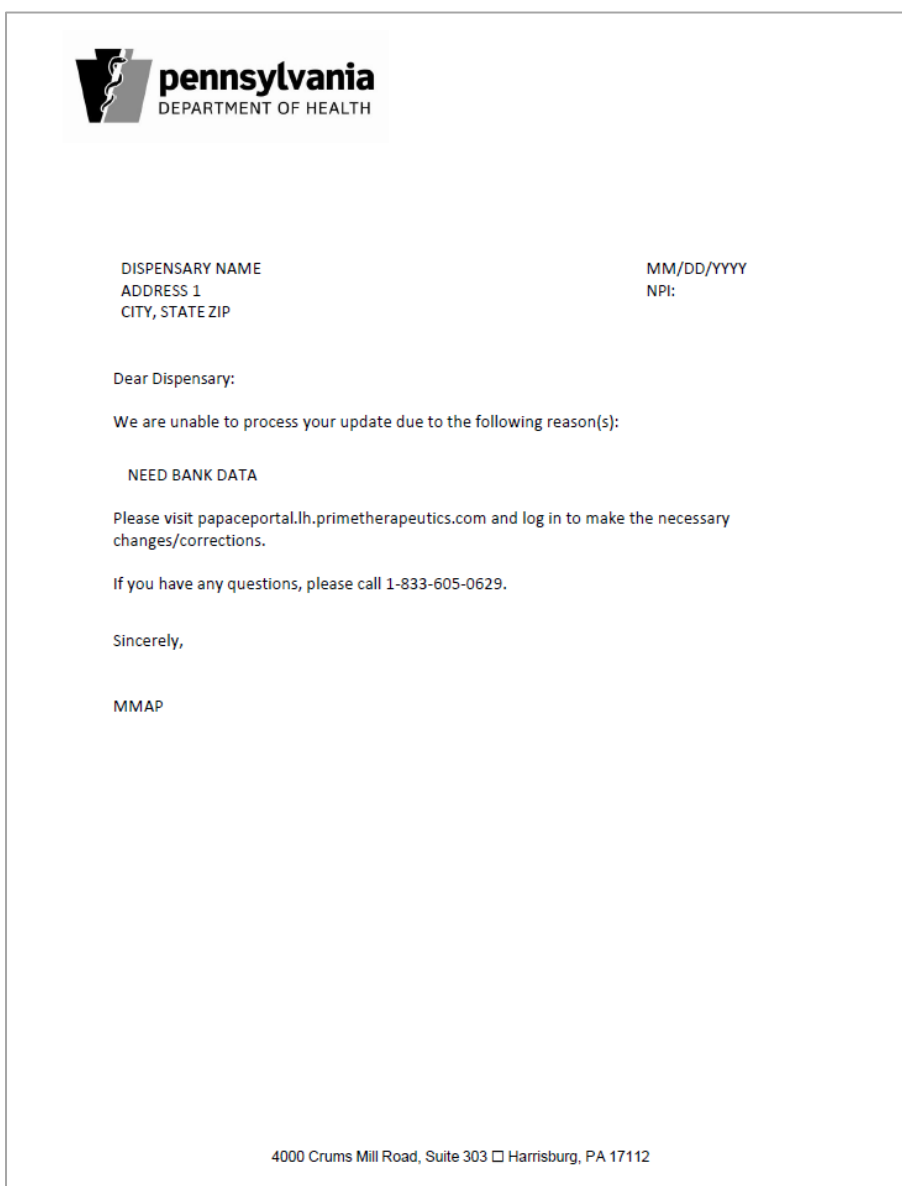 pennsylvania
DEPARTMENT OF HEALTH
DISPENSARY NAME MM/DD/YYYY
ADDRESS 1 NPI:
CITY, STATE ZIP
Dear Dispensary:
We are unable to process your update due to the following reason(s):
NEED BANK DATA
Please visit papaceportal.lh.primetherapeutics.com and log in to make the necessary
changes/corrections.
If you have any questions, please call 1-833-605-0629.
Sincerely,
MMAP
4000 Crums Mill Road, Suite 303 □ Harrisburg, PA 17112